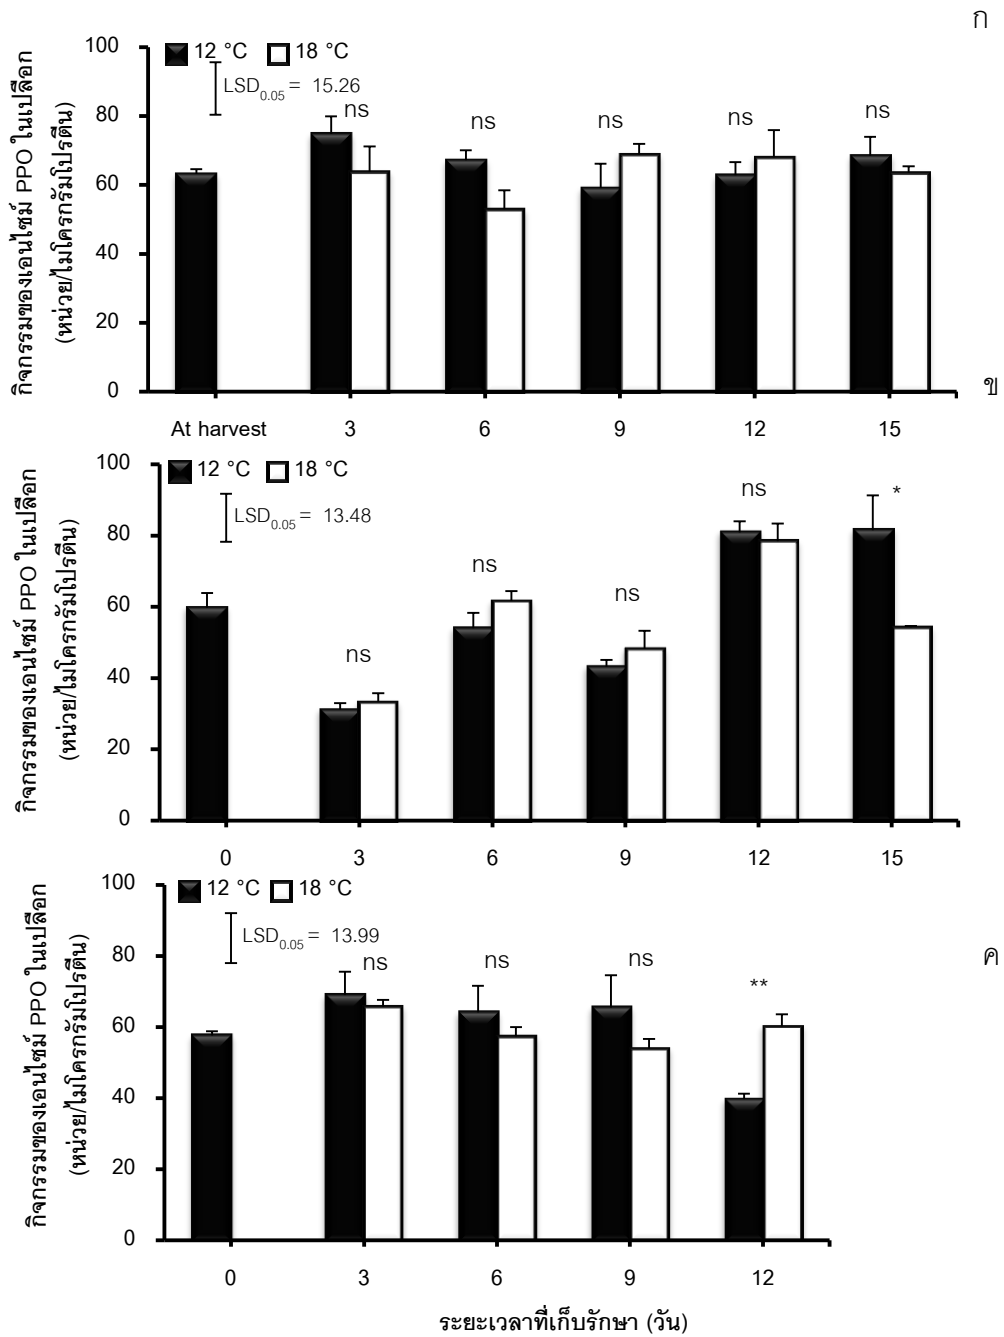 ก
100
12 °C 18 °C
LSD0.05 = 15.26
80
60
40
20
0
ns ns ns ns ns
กิจกรรมของเอนไซม์ PPO ในเปลือก
(หน่วย/ไมโครกรัมโปรตีน)
At harvest 3 6 9 12 15
ข
100
12 °C 18 °C
LSD0.05 = 13.48
80
60
40
20
0
ns ns ns ns *
กิจกรรมของเอนไซม์ PPO ในเปลือก
(หน่วย/ไมโครกรัมโปรตีน)
0 3 6 9 12 15
100
12 °C 18 °C
LSD0.05 = 13.99
ค
80
60
40
20
0
ns ns ns **
กิจกรรมของเอนไซม์ PPO ในเปลือก
(หน่วย/ไมโครกรัมโปรตีน)
0 3 6 9 12
ระยะเวลาที่เก็บรักษา (วัน)